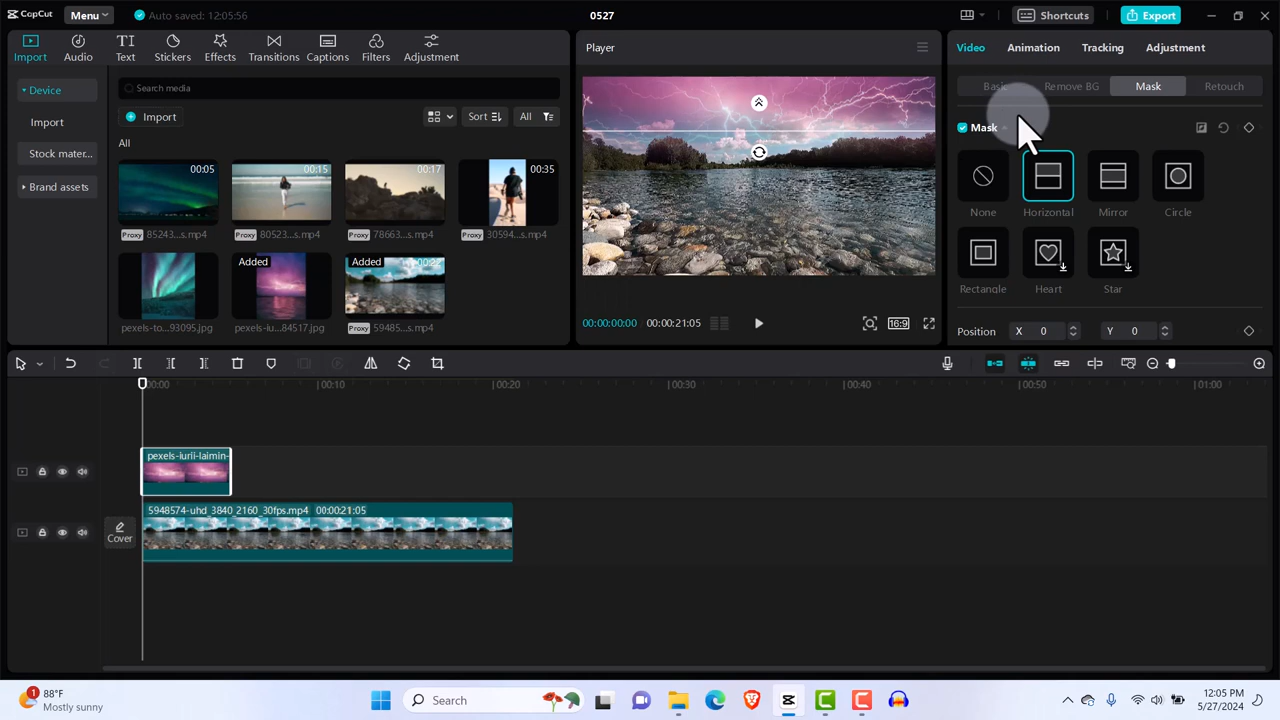 CapCut
Menu
Auto saved: 12:05:56
0527
Shortcuts
Export
Import
Audio
Text
Stickers
Effects
Transitions
Captions
Filters
Adjustment
Device
Import
Stock mater...
Brand assets
Search media
Import
Sort
All
All
00:05
00:15
00:17
00:35
Proxy 85243...s.mp4
Proxy 80523...s.mp4
Proxy 78663...s.mp4
Proxy 30594...s.mp4
Added
Added
00:22
pexels-to...93095.jpg
pexels-iu...84517.jpg
Proxy 59485...s.mp4
Player
00:00:00:00
00:00:21:05
16:9
Video
Animation
Tracking
Adjustment
Basic
Remove BG
Mask
Retouch
Mask
None
Horizontal
Mirror
Circle
Rectangle
Heart
Star
Position
X 0
Y 0
00:00
00:10
00:20
00:30
00:40
00:50
01:00
pexels-iurii-laimin-
5948574-uhd_3840_2160_30fps.mp4 00:00:21:05
Cover
1
88°F
Mostly sunny
Search
12:05 PM
5/27/2024